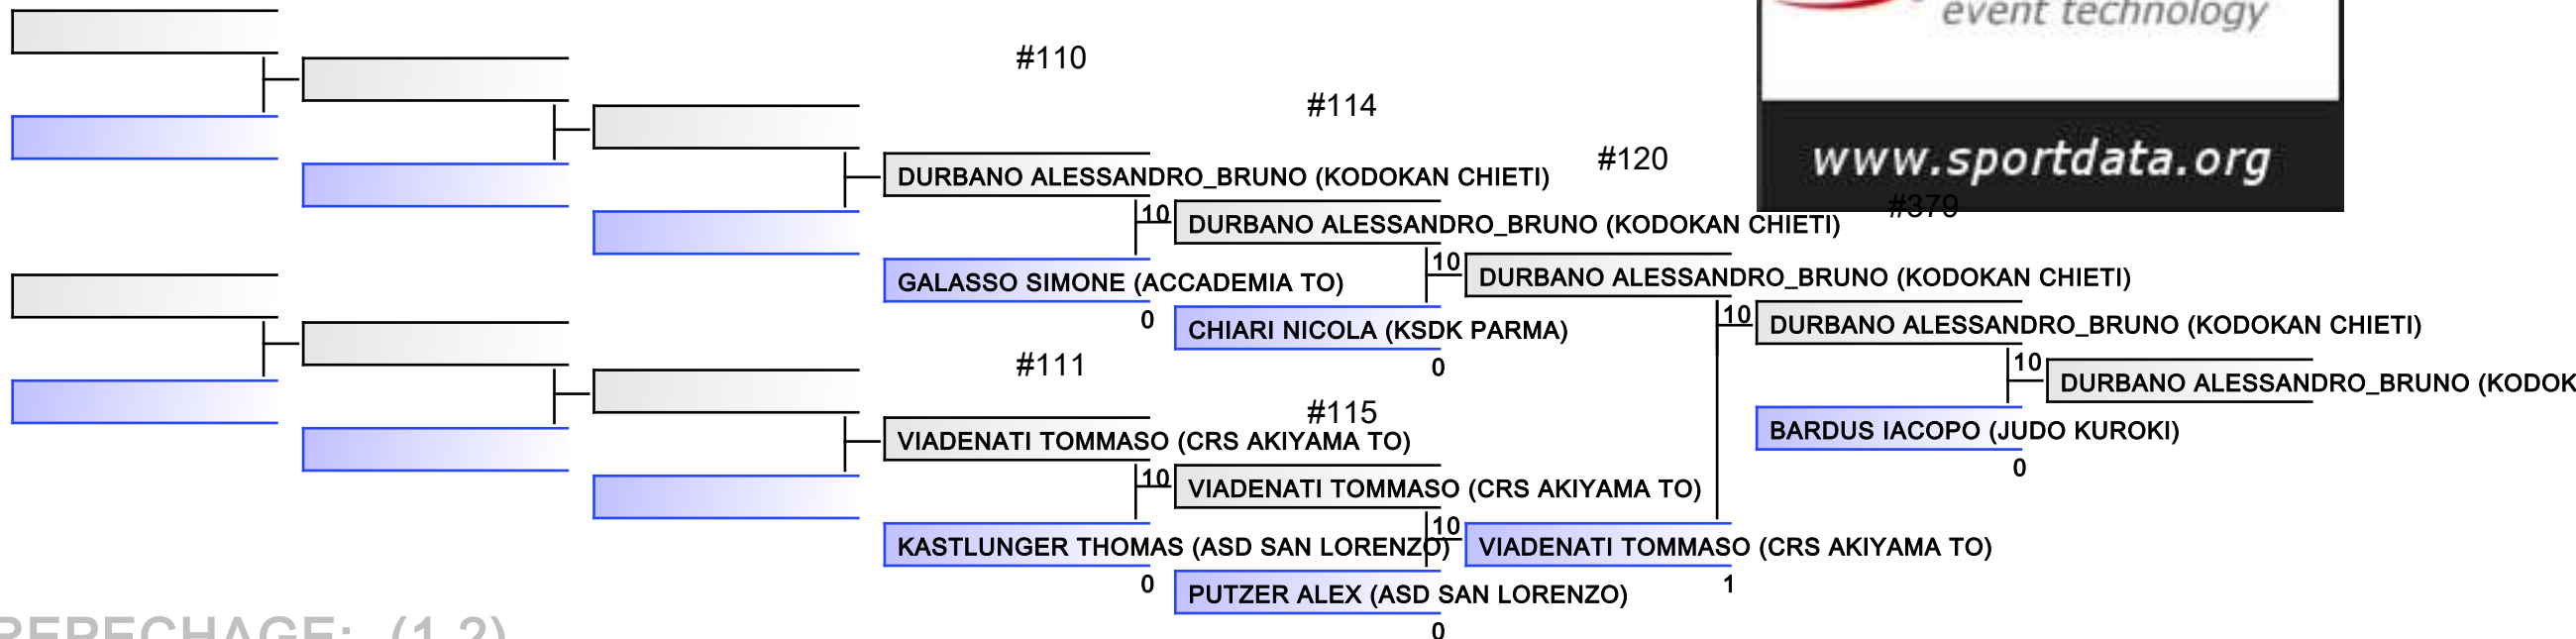 event technology
#110
#114
#120
www.sportdata.org
DURBANO ALESSANDRO_BRUNO (KODOKAN CHIETI)
#379
10
DURBANO ALESSANDRO_BRUNO (KODOKAN CHIETI)
GALASSO SIMONE (ACCADEMIA TO)
0
10
DURBANO ALESSANDRO_BRUNO (KODOKAN CHIETI)
CHIARI NICOLA (KSDK PARMA)
0
10
DURBANO ALESSANDRO_BRUNO (KODOKAN CHIETI)
10
DURBANO ALESSANDRO_BRUNO (KODOK
BARDUS IACOPO (JUDO KUROKI)
0
#111
#115
VIADENATI TOMMASO (CRS AKIYAMA TO)
10
VIADENATI TOMMASO (CRS AKIYAMA TO)
KASTLUNGER THOMAS (ASD SAN LORENZO)
0
10
VIADENATI TOMMASO (CRS AKIYAMA TO)
1
PUTZER ALEX (ASD SAN LORENZO)
0
REPECHAGE: (1,2)